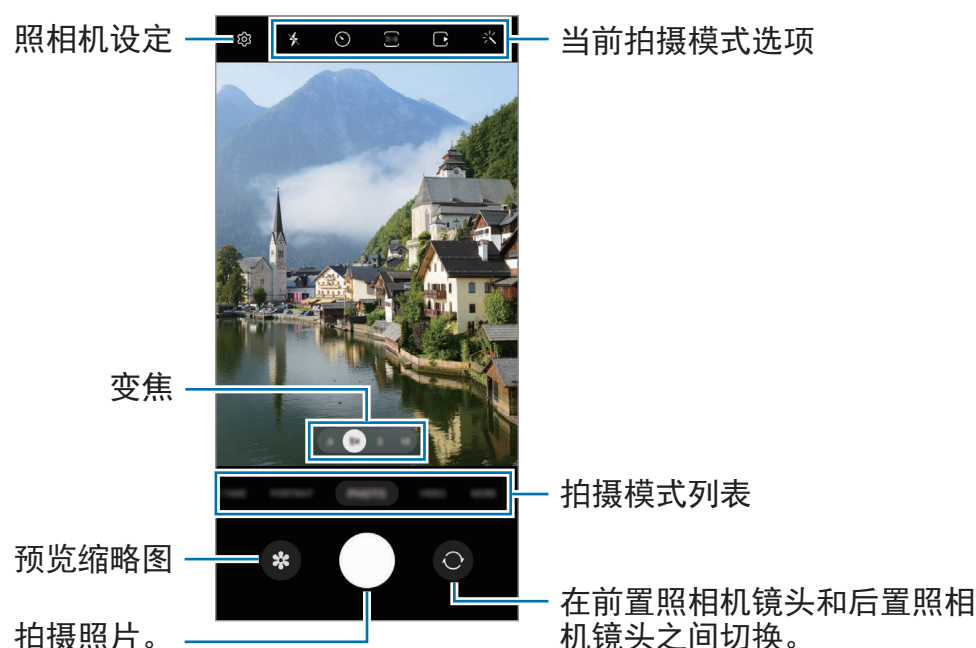 照相机设定
当前拍摄模式选项
变焦
拍摄模式列表
预览缩略图
在前置照相机镜头和后置照相
机镜头之间切换。
拍摄照片。